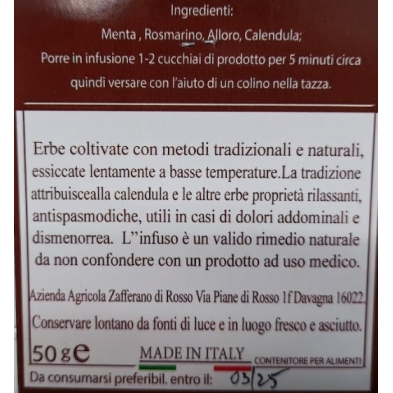 Ingredienti:
Menta , Rosmarino, Alloro, Calendula;
Porre in infusione 1-2 cucchiai di prodotto per 5 minuti circa
quindi versare con l'aiuto di un colino nella tazza.
Erbe coltivate con metodi tradizionali e naturali,
essiccate lentamente a basse temperature.La tradizione
attribuiscealla calendula e le altre erbe proprietà rilassanti,
antispasmodiche, utili in casi di dolori addominali e
dismenorrea. L"infuso è un valido rimedio naturale
da non confondere con un prodotto ad uso medico.
Azienda Agricola Zafferano di Rosso Via Piane di Rosso 1f Davagna 16022
Conservare lontano da fonti di luce e in luogo fresco e asciutto.
50 g e
MADE IN ITALY CONTENITORE PER ALIMENTI
Da consumarsi preferibil. entro il: 03/25